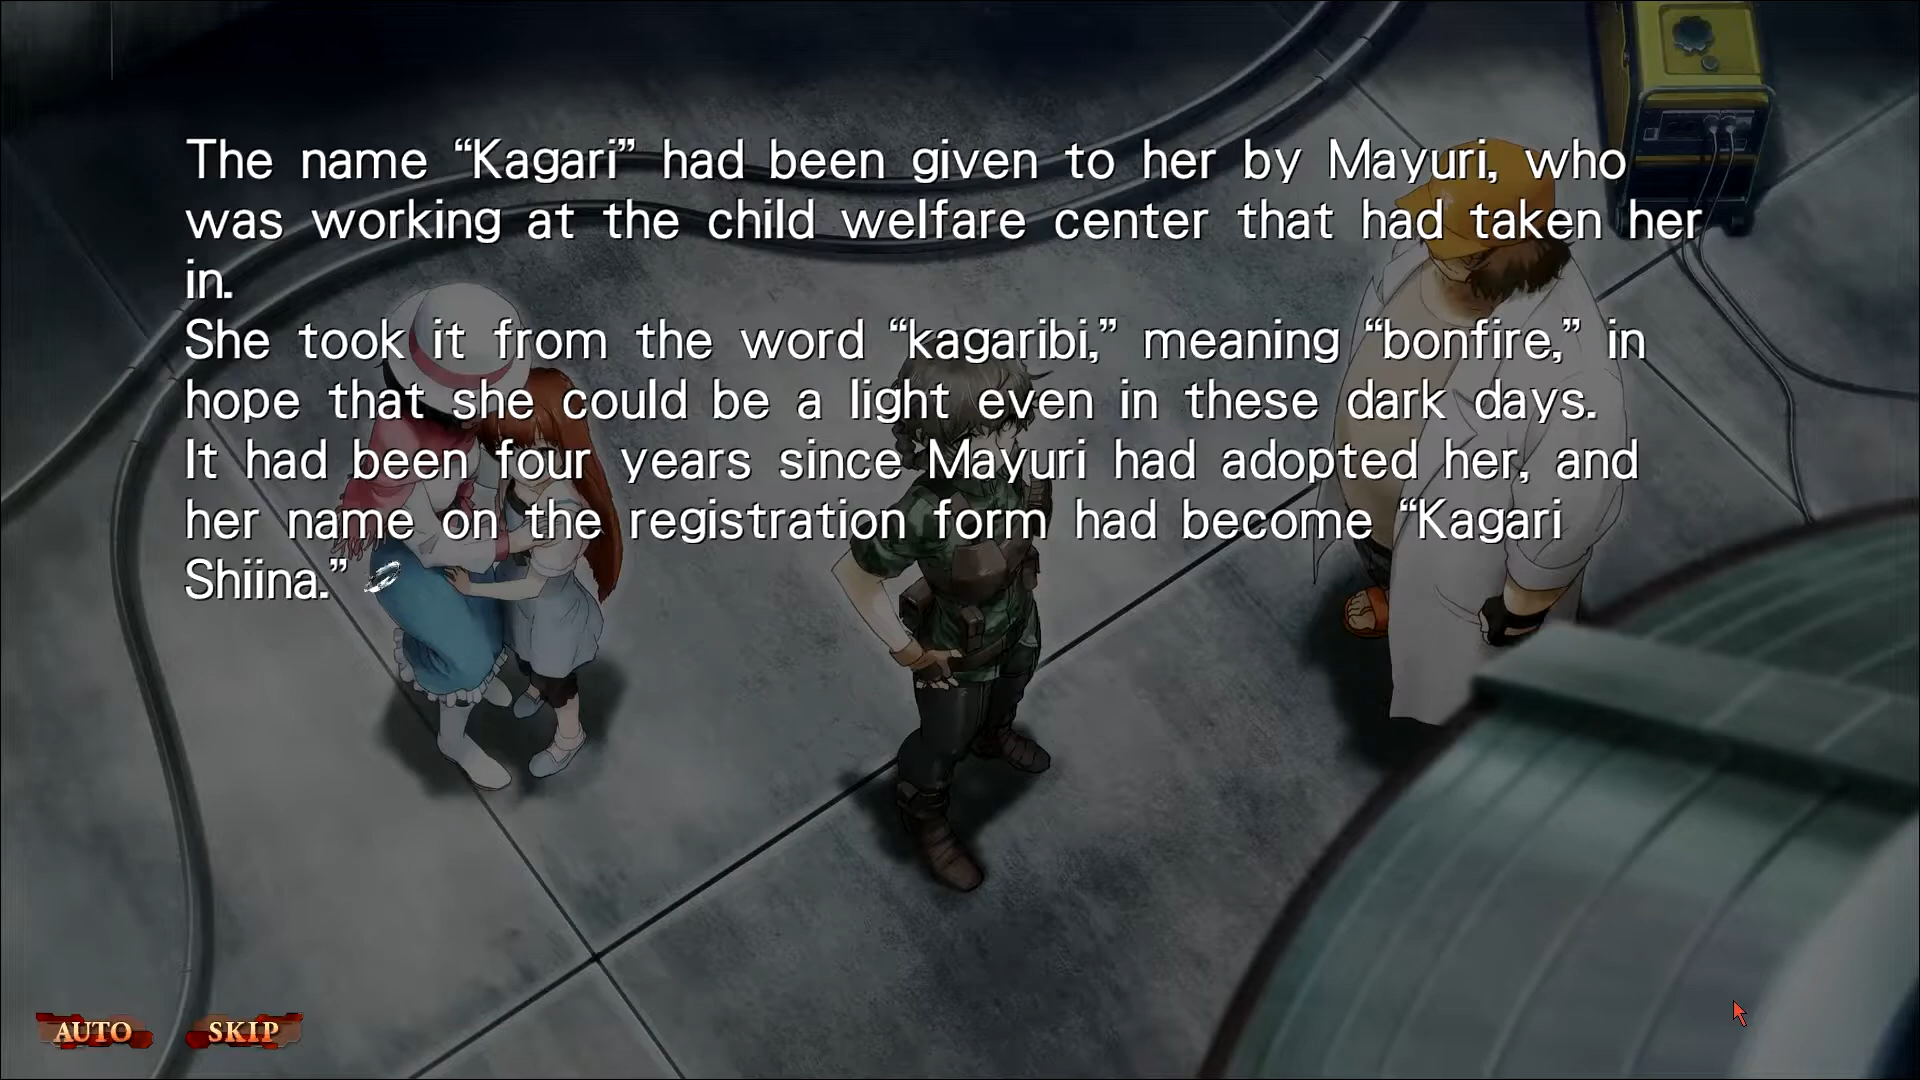 The name “Kagari” had been given to her by Mayuri, who
was working at the child welfare center that had taken her
in.
She took it from the word “kagaribi,” meaning “bonfire,” in
hope that she could be a light even in these dark days.
It had been four years since Mayuri had adopted her, and
her name on the registration form had become “Kagari
Shiina.”
AUTO SKIP